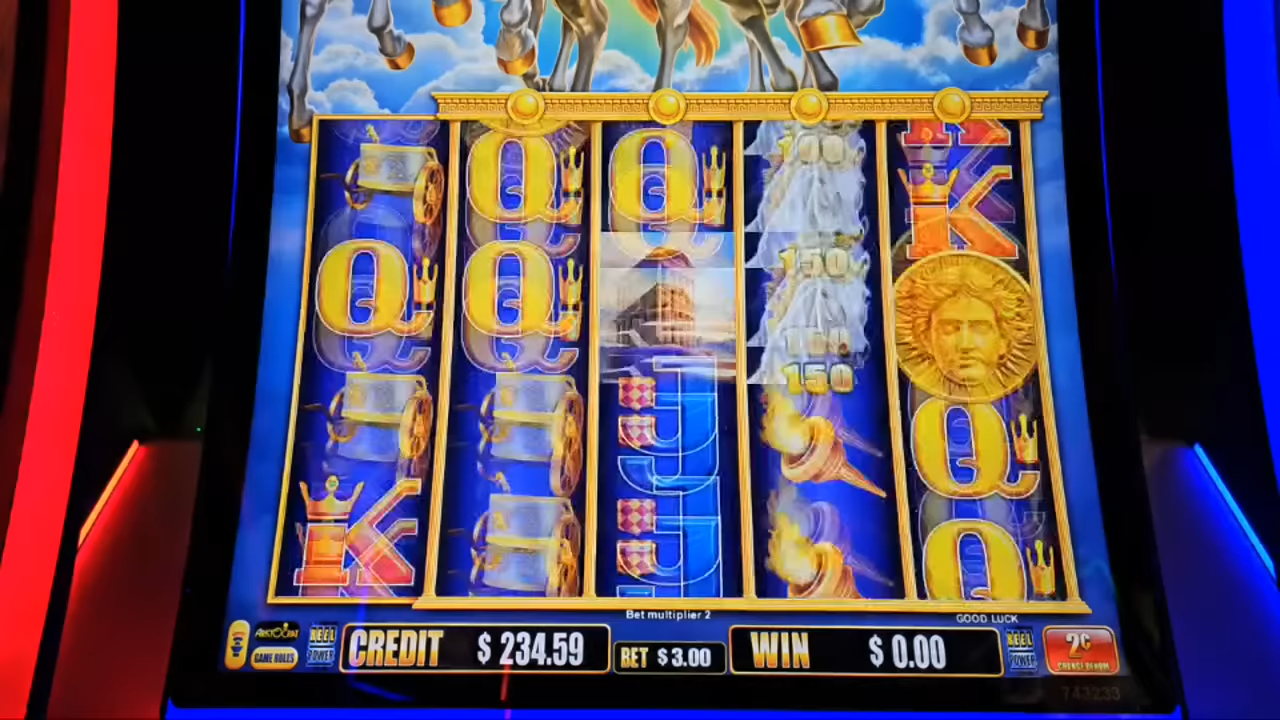 Q Q
100
K
Q Q
150
150
J
Q
K
J
Q
Bet multiplier 2
GOOD LUCK
ARISTOCRAT
GAME RULES
REEL POWER
CREDIT $ 234.59
BET $ 3.00
WIN $ 0.00
REEL POWER
2¢
CHANGE DENOM
743233